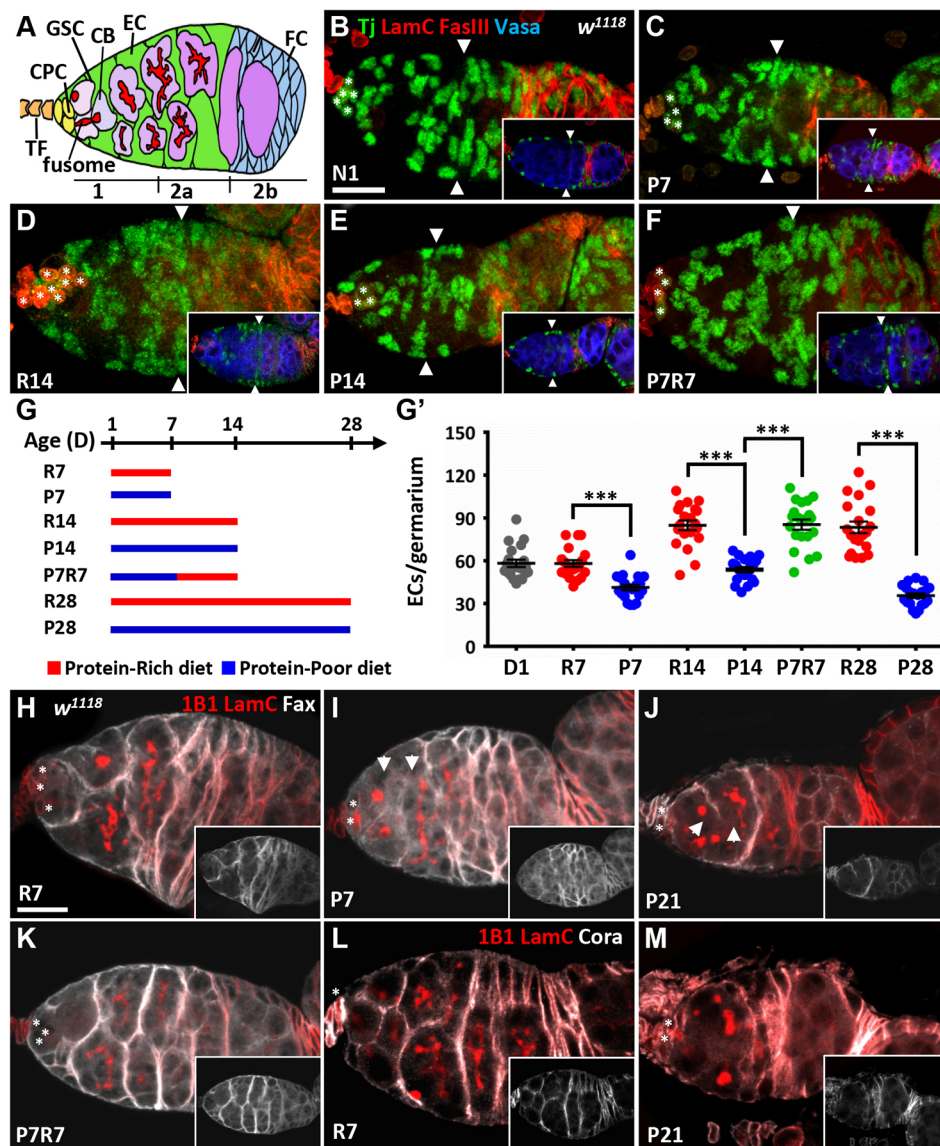 A
GSC CB EC FC
CPC
TF
fusome
1 2a 2b
B Tj LamC FasIII Vasa w1118
N1
C
P7
D
R14
E
P14
F
P7R7
G
1 7 14 28
Age (D)
R7
P7
R14
P14
P7R7
R28
P28
Protein-Rich diet Protein-Poor diet
G'
ECs/germarium
150
120
90
60
30
0
*** *** *** ***
D1 R7 P7 R14 P14 P7R7 R28 P28
H w1118 1B1 LamC Fax
* * *
R7
I
* *
P7
J
* *
P21
K
* * *
P7R7
L 1B1 LamC Cora
*
R7
M
* *
P21